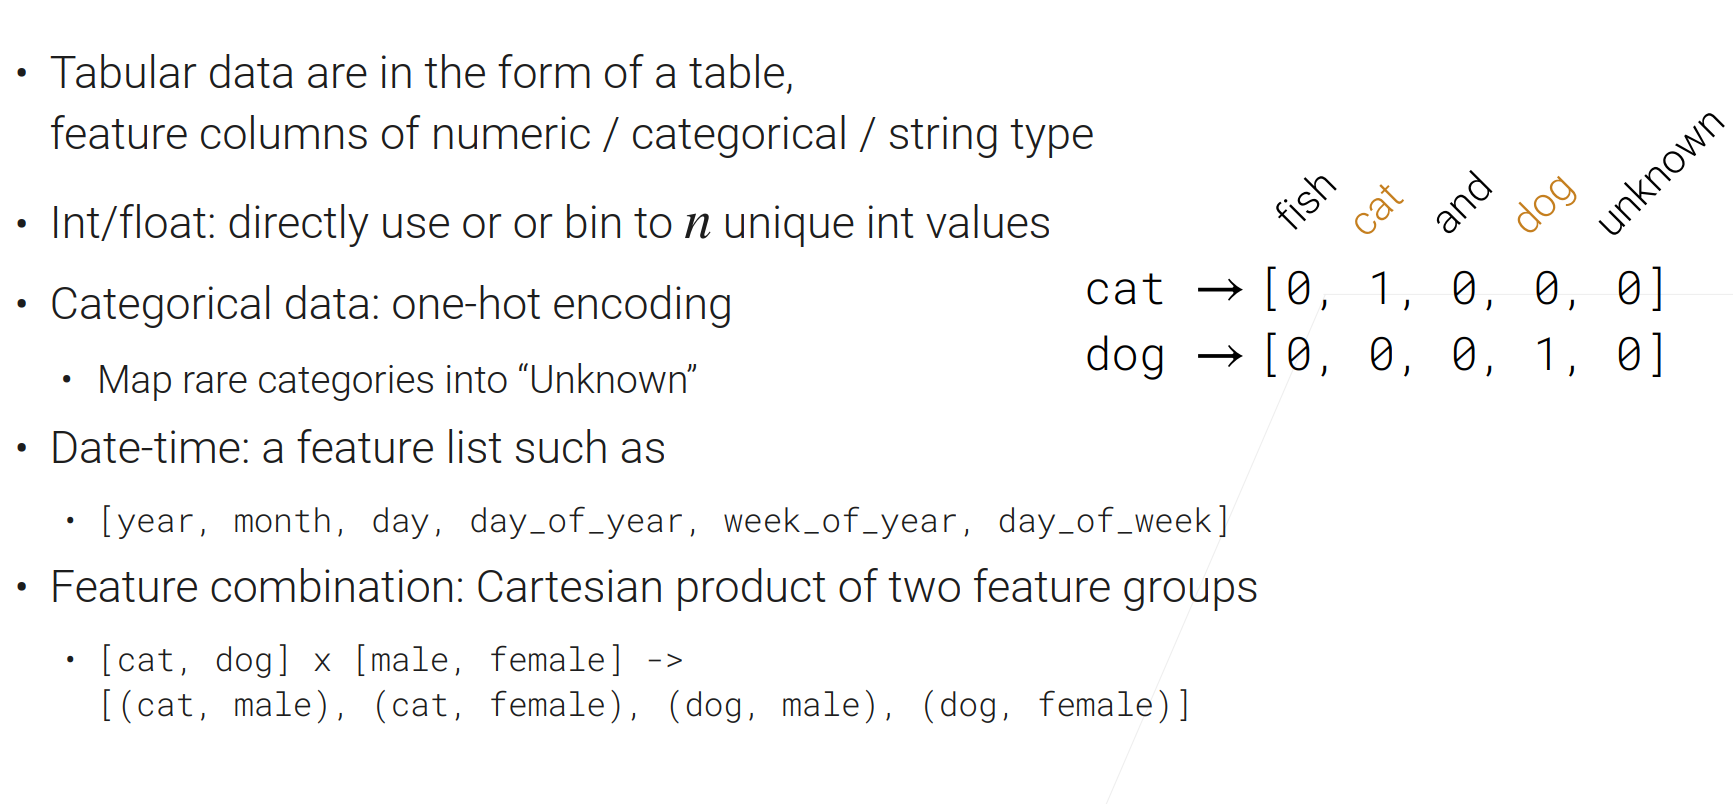 • Tabular data are in the form of a table,
feature columns of numeric / categorical / string type
• Int/float: directly use or or bin to n unique int values
• Categorical data: one-hot encoding
• Map rare categories into “Unknown”
• Date-time: a feature list such as
• [year, month, day, day_of_year, week_of_year, day_of_week]
• Feature combination: Cartesian product of two feature groups
• [cat, dog] x [male, female] ->
[(cat, male), (cat, female), (dog, male), (dog, female)]
fish cat and dog unknown
cat → [0, 1, 0, 0, 0]
dog → [0, 0, 0, 1, 0]